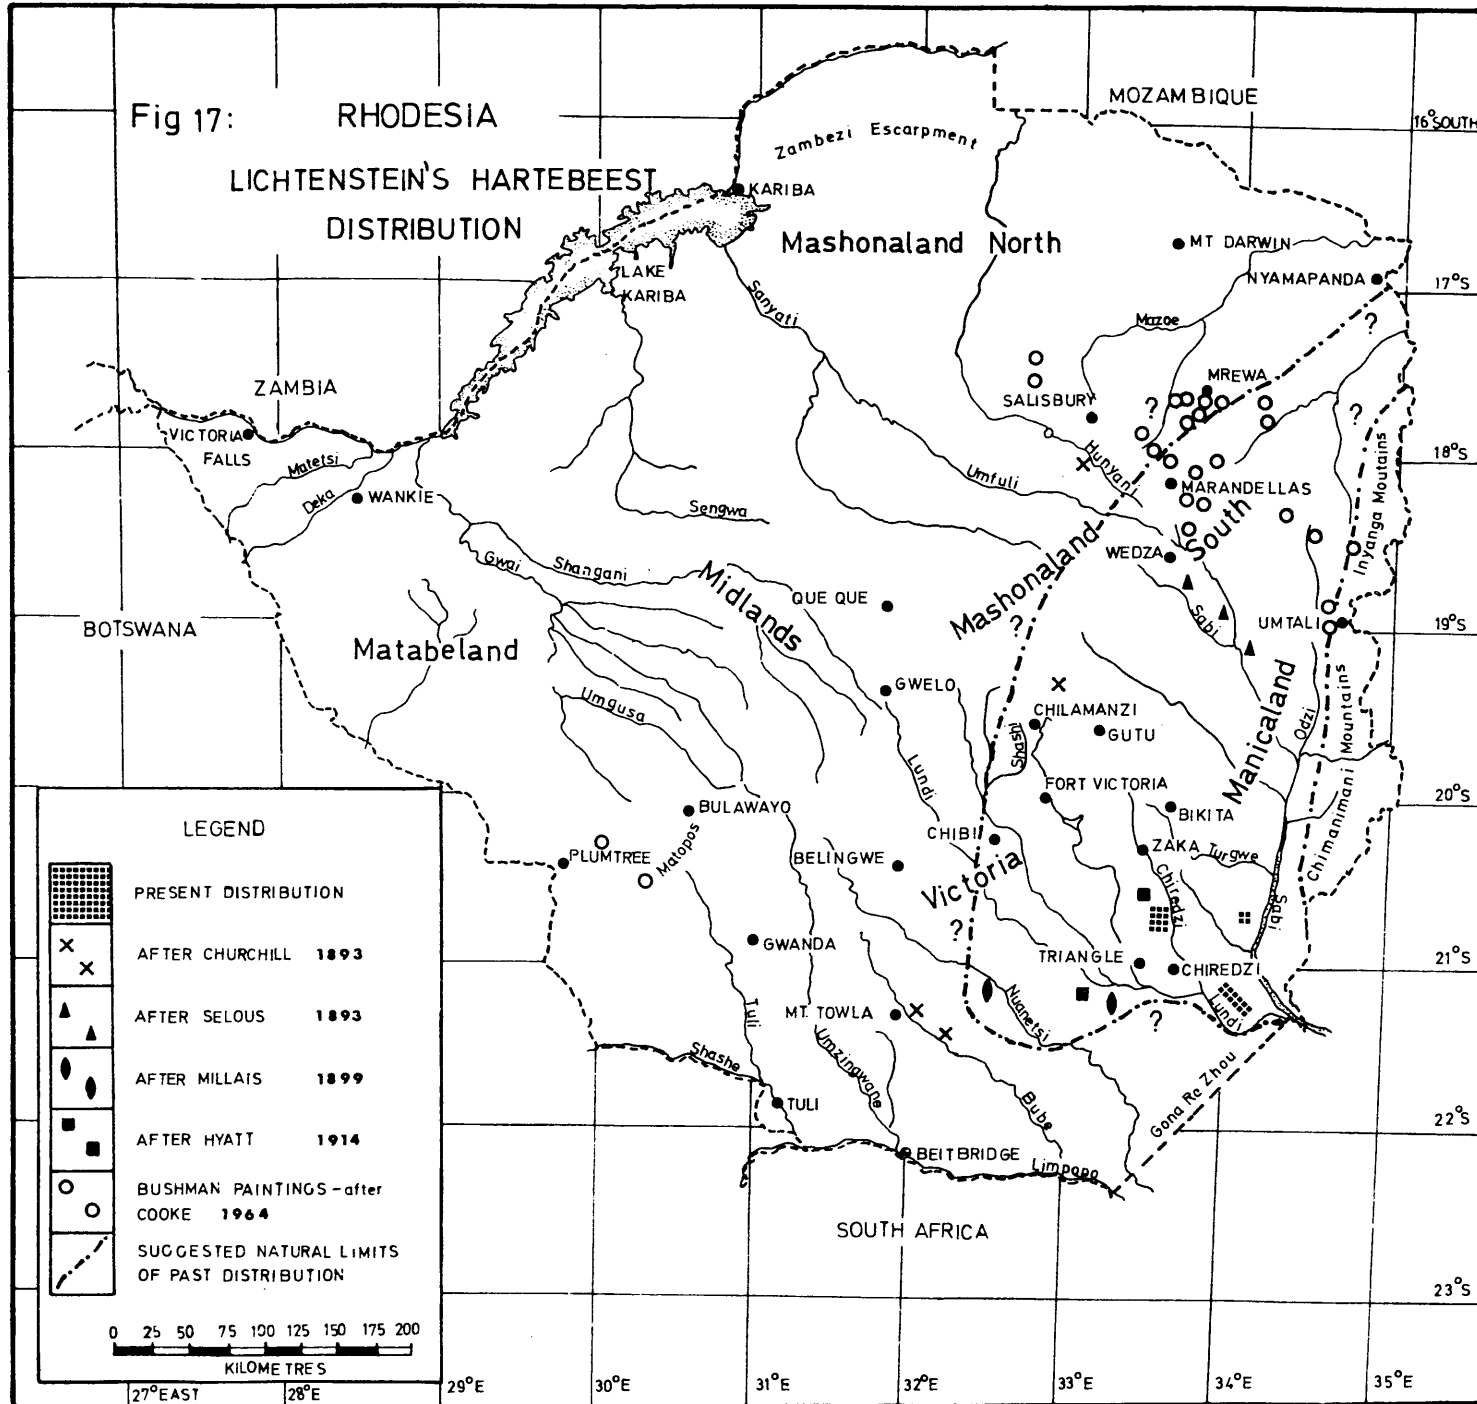 Fig 17: RHODESIA
LICHTENSTEIN'S HARTEBEEST
DISTRIBUTION
MOZAMBIQUE
16°SOUTH
Zambezi Escarpment
KARIBA
Mashonaland North
MT DARWIN
NYAMAPANDA
17°S
LAKE
KARIBA
Sanyati
Mazoe
?
ZAMBIA
MREWA
SALISBURY
?
?
VICTORIA
FALLS
Matetsi
Hunyani
18°S
Deka
WANKIE
Umfuli
MARANDELLAS
Inyanga Moutains
Sengwa
South
WEDZA
Gwai
Shangani
Midlands
Mashonaland
QUE QUE
?
Sabi
BOTSWANA
UMTALI
19°S
Matabeland
GWELO
Umgusa
CHILAMANZI
Shashi
GUTU
Manicaland
Odzi
Chimanimani Mountains
Lundi
FORT VICTORIA
20°S
BULAWAYO
BIKITA
CHIBI
ZAKA
Turgwe
PLUMTREE
Matopos
BELINGWE
Victoria
Chiredzi
Sabi
?
GWANDA
TRIANGLE
CHIREDZI
21°S
Nuanetsi
Lundi
MT. TOWLA
?
Tuli
Umzingwane
Shashe
Bube
Gona Re Zhou
TULI
22°S
BEITBRIDGE
Limpopo
SOUTH AFRICA
23°S
LEGEND
PRESENT DISTRIBUTION
AFTER CHURCHILL 1893
AFTER SELOUS 1893
AFTER MILLAIS 1899
AFTER HYATT 1914
BUSHMAN PAINTINGS - after
COOKE 1964
SUGGESTED NATURAL LIMITS
OF PAST DISTRIBUTION
0 25 50 75 100 125 150 175 200
KILOMETRES
27°EAST 28°E 29°E 30°E 31°E 32°E 33°E 34°E 35°E